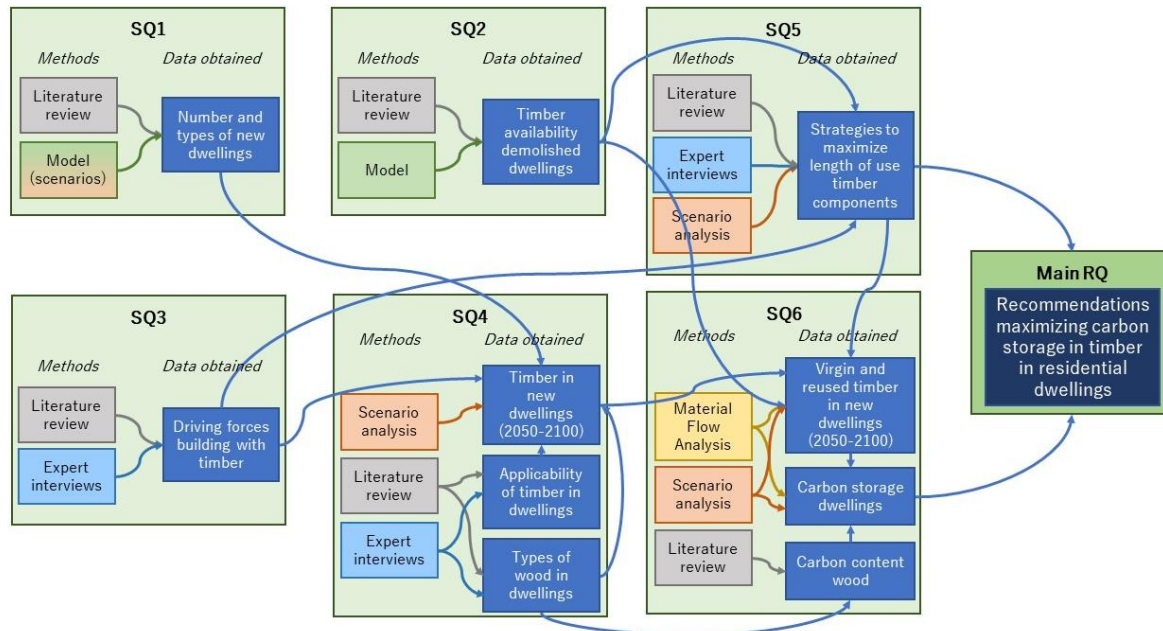 SQ1
Methods
Data obtained
Literature
review
Model
(scenarios)
Number and
types of new
dwellings
SQ2
Methods
Data obtained
Literature
review
Model
Timber
availability
demolished
dwellings
SQ5
Methods
Data obtained
Literature
review
Expert
interviews
Scenario
analysis
Strategies to
maximize
length of use
timber
components
SQ3
Methods
Data obtained
Literature
review
Expert
interviews
Driving forces
building with
timber
SQ4
Methods
Data obtained
Scenario
analysis
Literature
review
Expert
interviews
Timber in
new
dwellings
(2050-2100)
Applicability
of timber in
dwellings
Types of
wood in
dwellings
SQ6
Methods
Data obtained
Material
Flow
Analysis
Scenario
analysis
Literature
review
Virgin and
reused timber
in new
dwellings
(2050-2100)
Carbon storage
dwellings
Carbon content
wood
Main RQ
Recommendations
maximizing carbon
storage in timber
in residential
dwellings